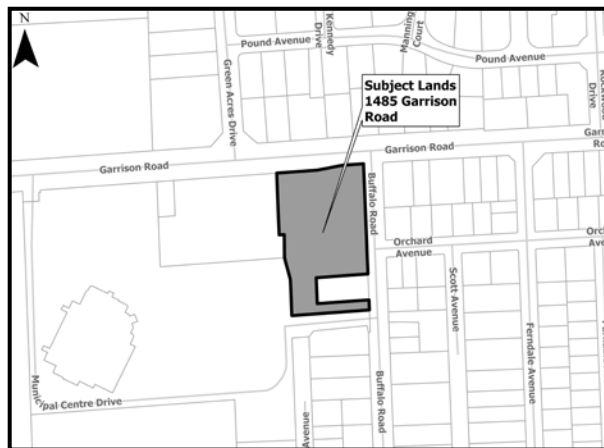 N
Kennedy
Drive
Manning
Court
Pound Avenue
Pound Avenue
Green Acres Drive
Drive
Subject Lands
1485 Garrison
Road
Garrison Road
Garrison Road
Buffalo Road
Orchard
Avenue
Scott Avenue
Ferndale Avenue
Municipal Centre Drive
Buffalo Road
Avenue